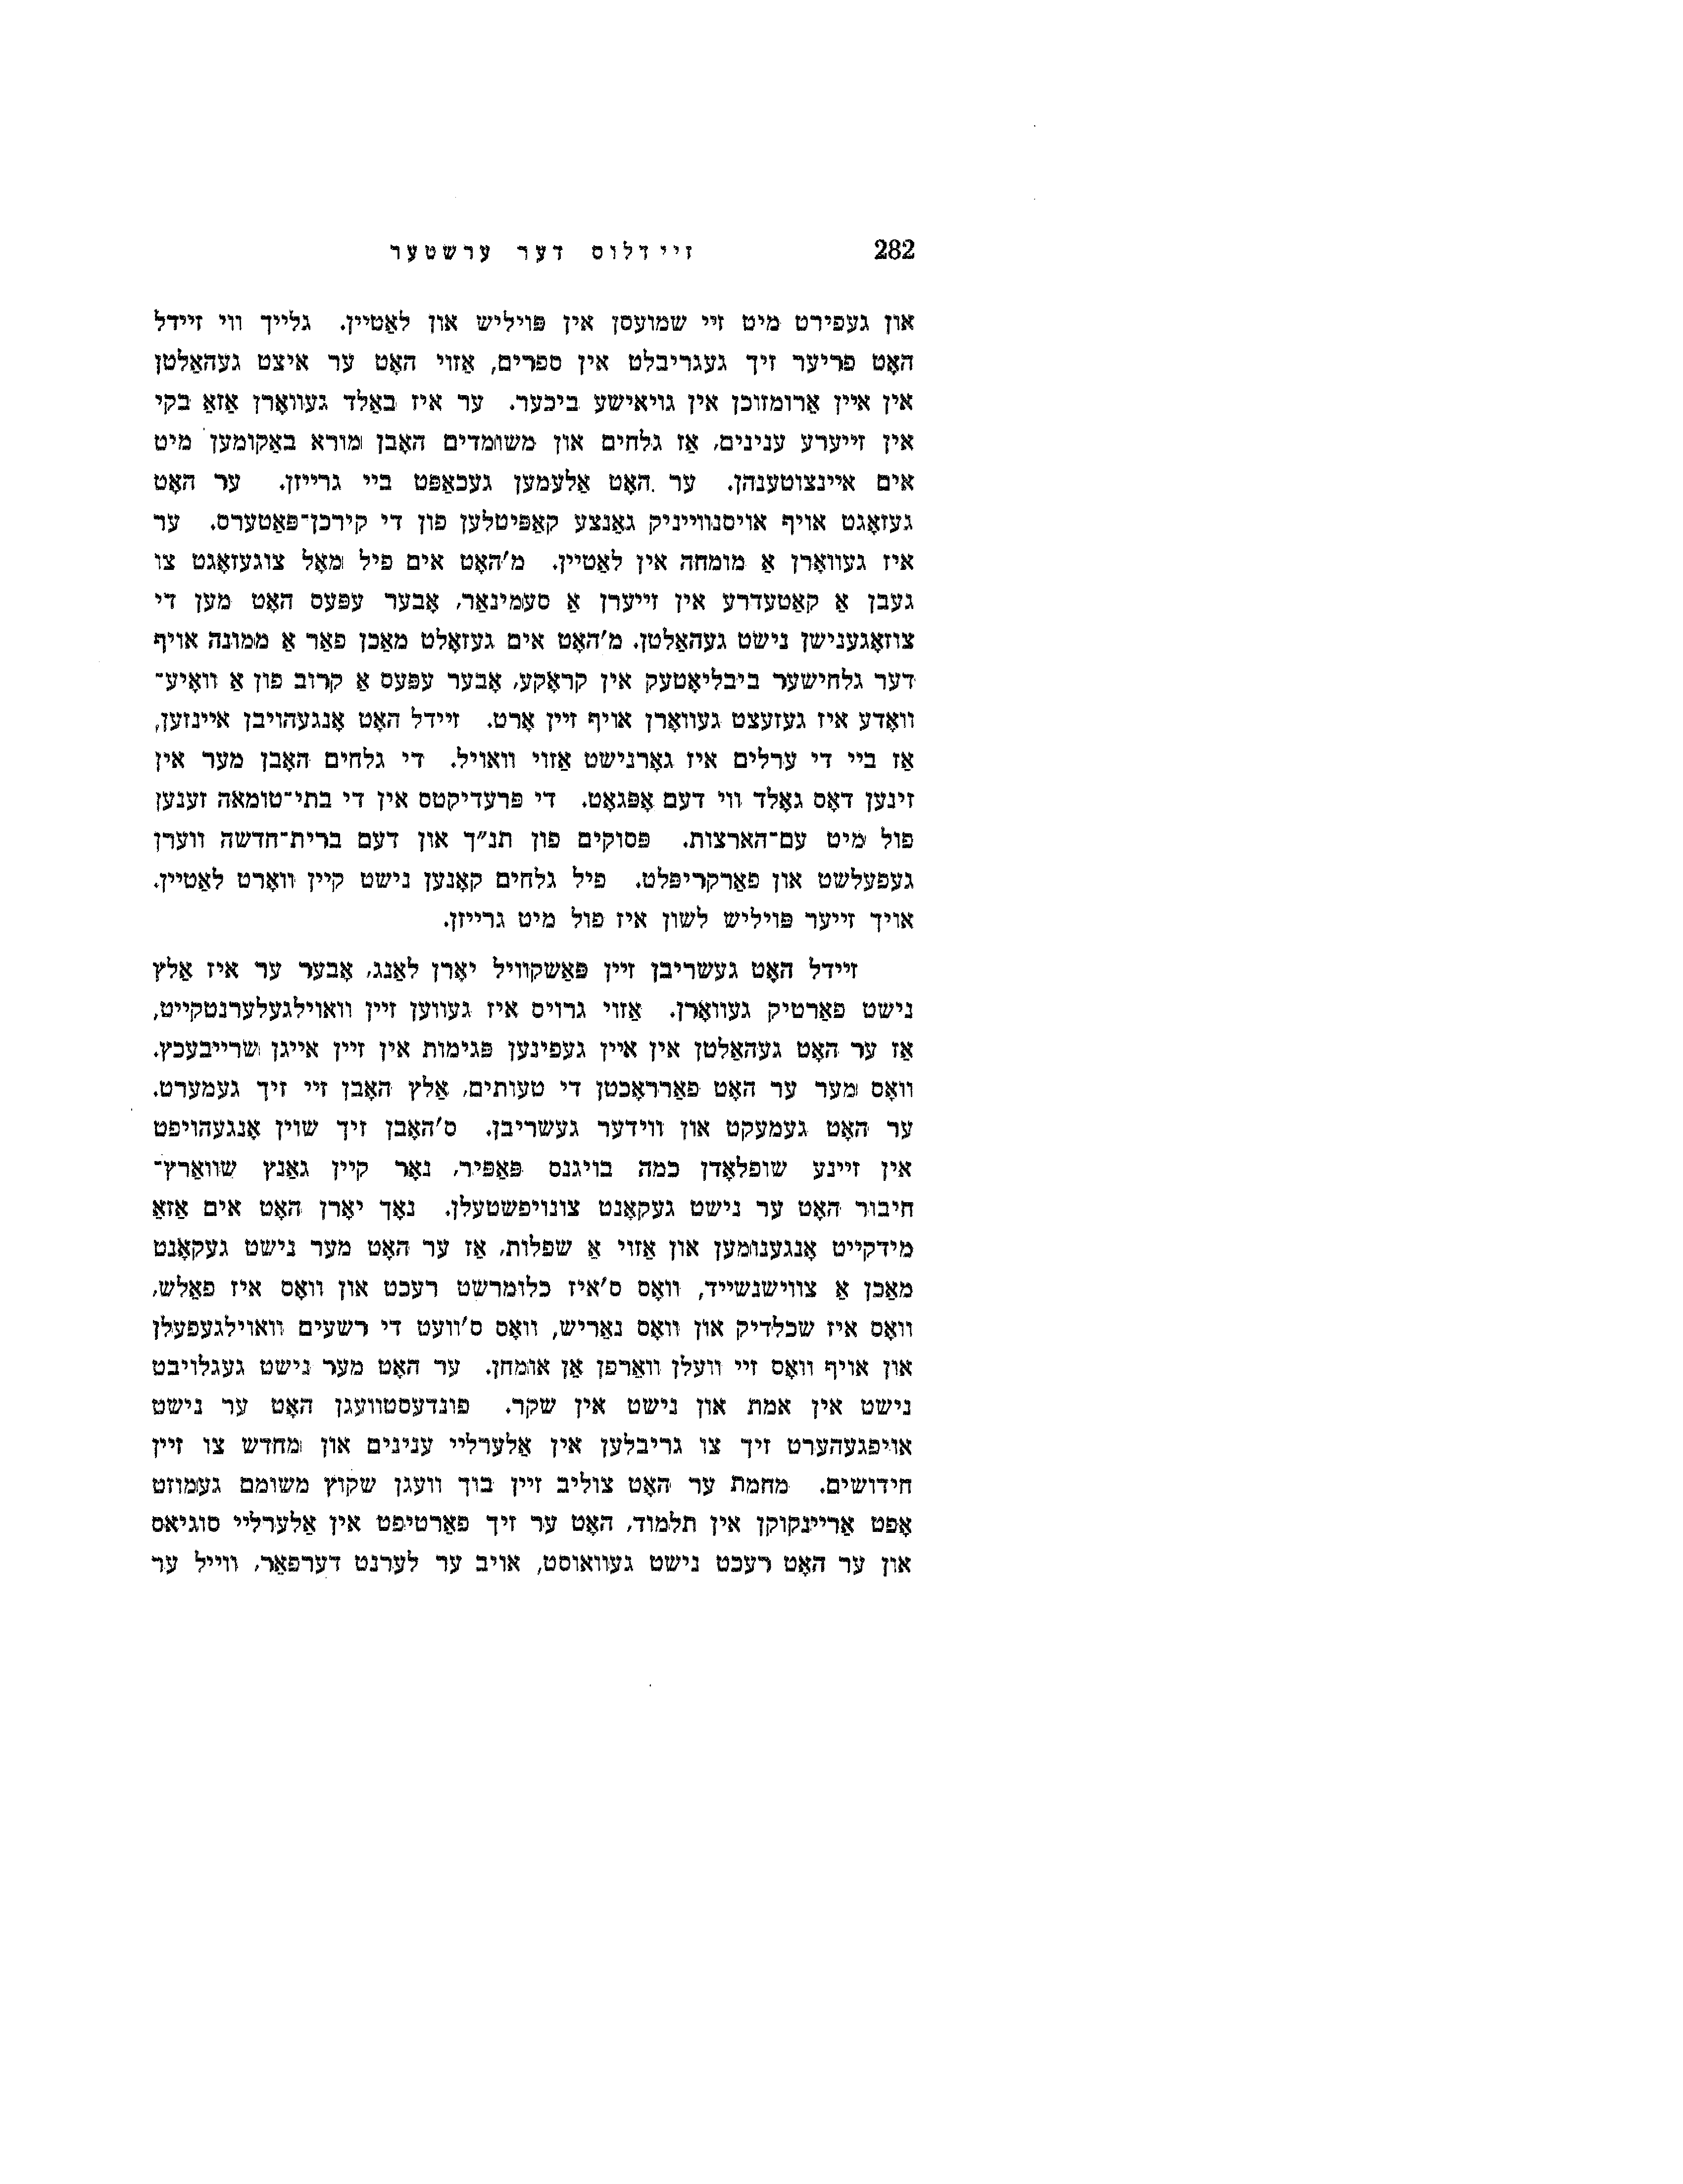 282 זיידלוס דער ערשטער
און געפירט מיט זיי שמועסן אין פּויליש און לאַטיין. גלייך ווי זיידל
האָט פריער זיך געגריבלט אין ספרים, אַזוי האָט ער איצט געהאַלטן
אין איין אַרומזוכן אין גויאישע ביכער. ער איז באַלד געוואָרן אַזאַ בקי
אין זייערע ענינים, אַז גלחים און משומדים האָבן מורא באַקומען מיט
אים איינצוטענהן. ער האָט אַלעמען געכאַפּט ביי גרייזן. ער האָט
געזאָגט אויף אויסנווייניק גאַנצע קאַפּיטלען פון די קירכן־פּאַטערס. ער
איז געוואָרן אַ מומחה אין לאַטיין. מ'האָט אים פיל מאָל צוגעזאָגט צו
געבן אַ קאַטעדרע אין זייערן אַ סעמינאַר, אָבער עפּעס האָט מען די
צוזאָגענישן נישט געהאַלטן. מ'האָט אים געזאָלט מאַכן פאַר אַ ממונה אויף
דער גלחישער ביבליאָטעק אין קראָקע, אָבער עפּעס אַ קרוב פון אַ וואָיע־
וואָדע איז געזעצט געוואָרן אויף זיין אָרט. זיידל האָט אָנגעהויבן איינזען,
אַז ביי די ערלים איז גאָרנישט אַזוי וואויל. די גלחים האָבן מער אין
זינען דאָס גאָלד ווי דעם אָפּגאָט. די פּרעדיקטס אין די בתי־טומאה זענען
פול מיט עם־הארצות. פּסוקים פון תנ״ך און דעם ברית־חדשה ווערן
געפעלשט און פאַרקריפּלט. פיל גלחים קאָנען נישט קיין וואָרט לאַטיין.
אויך זייער פּויליש לשון איז פול מיט גרייזן.
זיידל האָט געשריבן זיין פּאַשקוויל יאָרן לאַנג, אָבער ער איז אַלץ
נישט פאַרטיק געוואָרן. אַזוי גרויס איז געווען זיין וואוילגעלערנטקייט,
אַז ער האָט געהאַלטן אין איין געפינען פּגימות אין זיין אייגן שרייבעכץ.
וואָס מער ער האָט פאַרראָכטן די טעותים, אַלץ האָבן זיי זיך געמערט.
ער האָט געמעקט און ווידער געשריבן. ס'האָבן זיך שוין אָנגעהויפט
אין זיינע שופלאָדן כמה בויגנס פּאַפּיר, נאָר קיין גאַנץ שוואַרץ־
חיבור האָט ער נישט געקאָנט צונויפשטעלן. נאָך יאָרן האָט אים אַזאַ
מידקייט אָנגענומען און אַזוי אַ שפלות, אַז ער האָט מער נישט געקאָנט
מאַכן אַ צווישנשייד, וואָס ס'איז כלומרשט רעכט און וואָס איז פאַלש,
וואָס איז שכלדיק און וואָס נאַריש, וואָס ס'וועט די רשעים וואוילגעפעלן
און אויף וואָס זיי וועלן וואַרפן אַן אומחן. ער האָט מער נישט געגלויבט
נישט אין אמת און נישט אין שקר. פונדעסטוועגן האָט ער נישט
אויפגעהערט זיך צו גריבלען אין אַלערליי ענינים און מחדש צו זיין
חידושים. מחמת ער האָט צוליב זיין בוך וועגן שקוץ משומם געמוזט
אָפט אַריינקוקן אין תלמוד, האָט ער זיך פאַרטיפט אין אַלערליי סוגיאס
און ער האָט רעכט נישט געוואוסט, אויב ער לערנט דערפאַר, ווייל ער